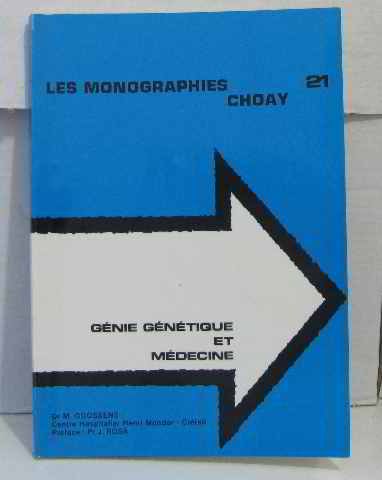 LES MONOGRAPHIES 21
CHOAY
GÉNIE GÉNÉTIQUE
ET
MÉDECINE
Dr M. GOOSSENS
Centre Hospitalier Henri Mondor - Créteil
Préface : Pr J. ROSA